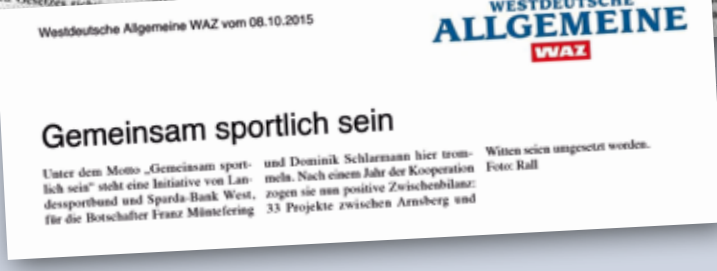 Westdeutsche Allgemeine WAZ vom 08.10.2015
WESTDEUTSCHE
ALLGEMEINE
WAZ
Gemeinsam sportlich sein
Unter dem Motto „Gemeinsam sport-
lich sein“ steht eine Initiative von Lan-
dessportbund und Sparda-Bank West,
für die Botschafter Franz Müntefering
und Dominik Schlarmann hier trom-
meln. Nach einem Jahr der Kooperation
zogen sie nun positive Zwischenbilanz:
33 Projekte zwischen Arnsberg und
Witten seien umgesetzt worden.
Foto: Rall